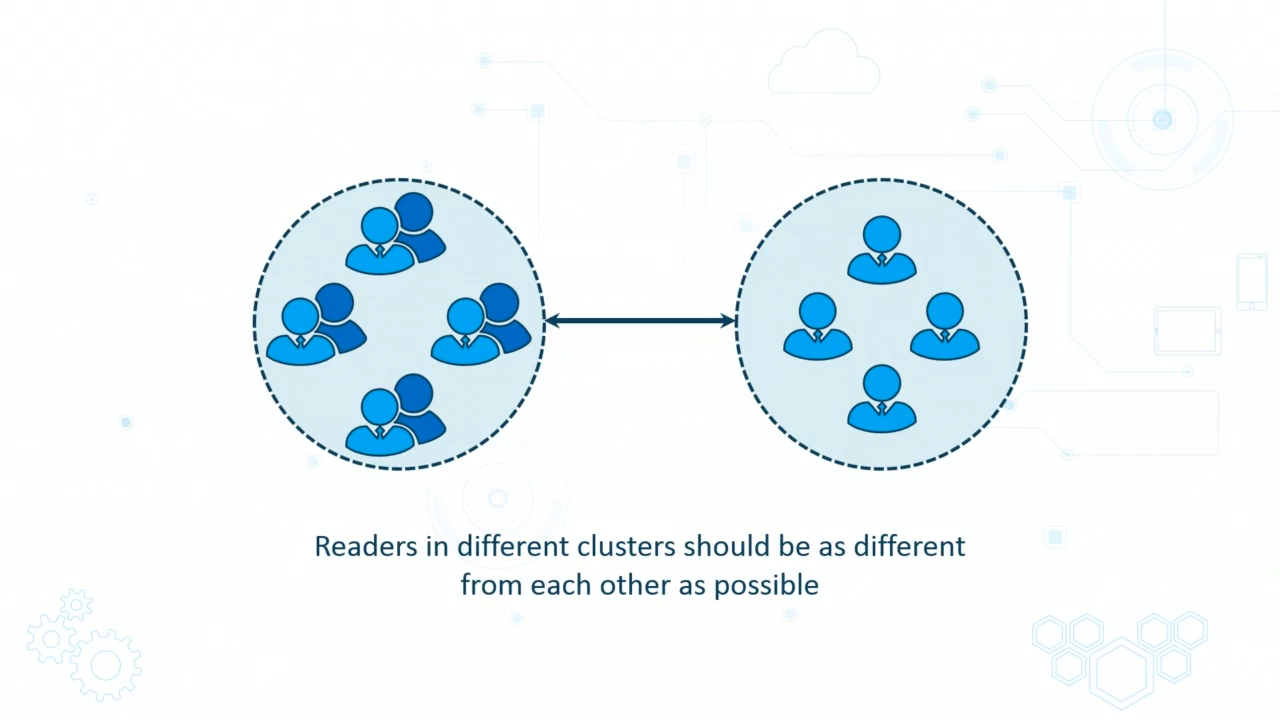 Readers in different clusters should be as different
from each other as possible